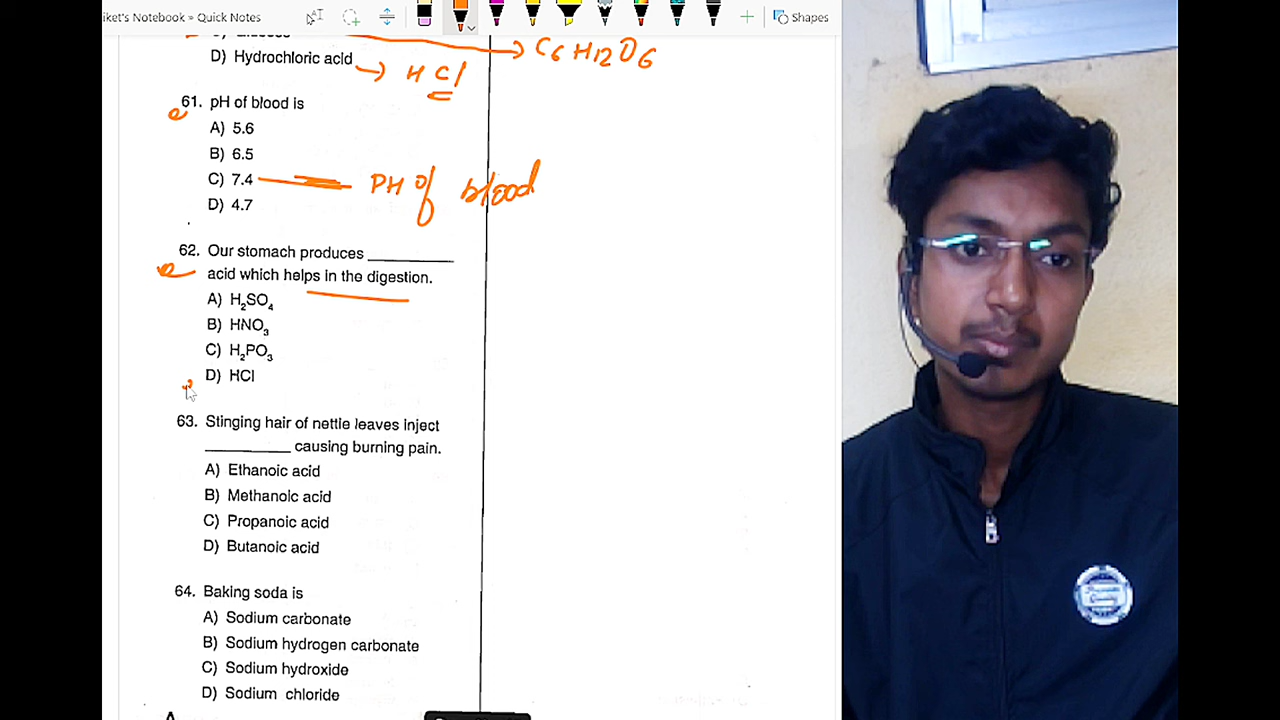 iket's Notebook » Quick Notes
Shapes
C6H12O6
D) Hydrochloric acid → HCl
61. pH of blood is
A) 5.6
B) 6.5
C) 7.4 PH of blood
D) 4.7
62. Our stomach produces __________
acid which helps in the digestion.
A) H₂SO₄
B) HNO₃
C) H₂PO₃
D) HCl
63. Stinging hair of nettle leaves inject
__________ causing burning pain.
A) Ethanoic acid
B) Methanoic acid
C) Propanoic acid
D) Butanoic acid
64. Baking soda is
A) Sodium carbonate
B) Sodium hydrogen carbonate
C) Sodium hydroxide
D) Sodium chloride